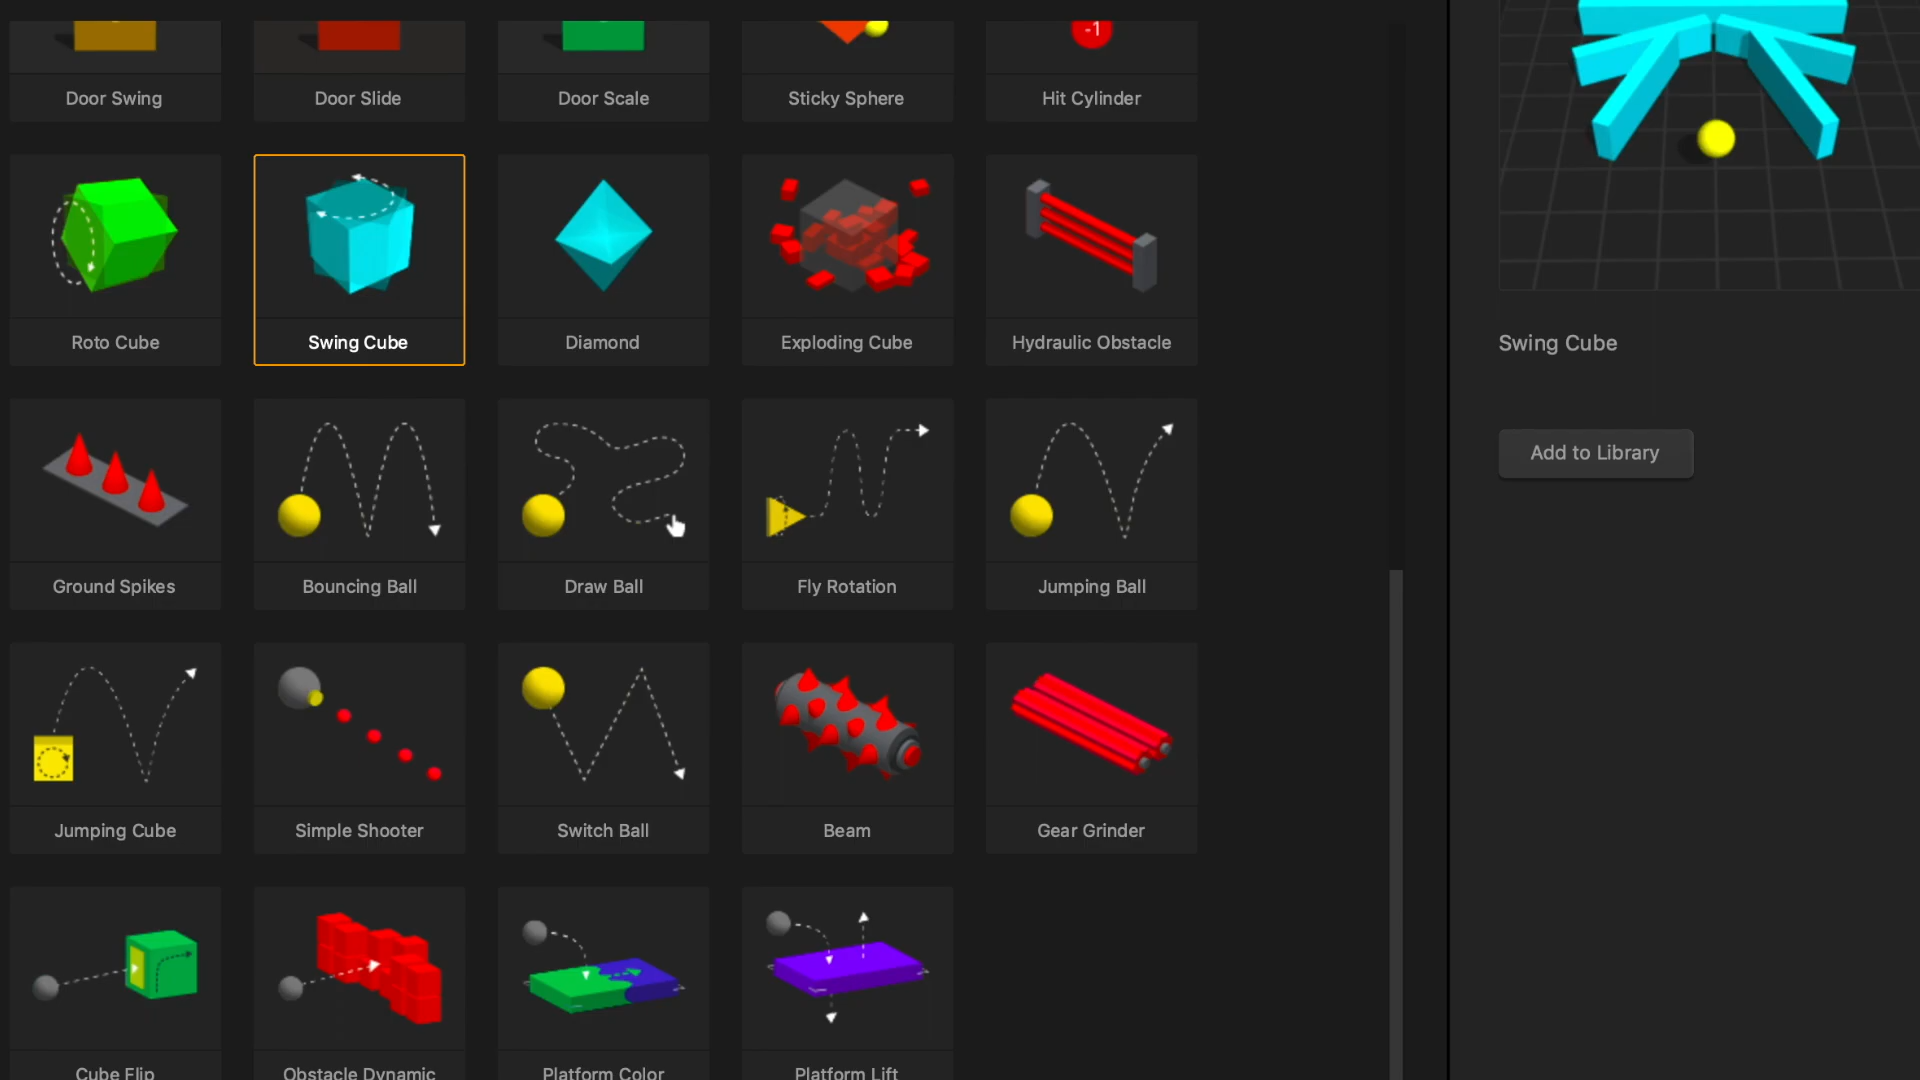 -1
Door Swing
Door Slide
Door Scale
Sticky Sphere
Hit Cylinder
Roto Cube
Swing Cube
Diamond
Exploding Cube
Hydraulic Obstacle
Swing Cube
Add to Library
Ground Spikes
Bouncing Ball
Draw Ball
Fly Rotation
Jumping Ball
Jumping Cube
Simple Shooter
Switch Ball
Beam
Gear Grinder
Cube Flip
Obstacle Dynamic
Platform Color
Platform Lift